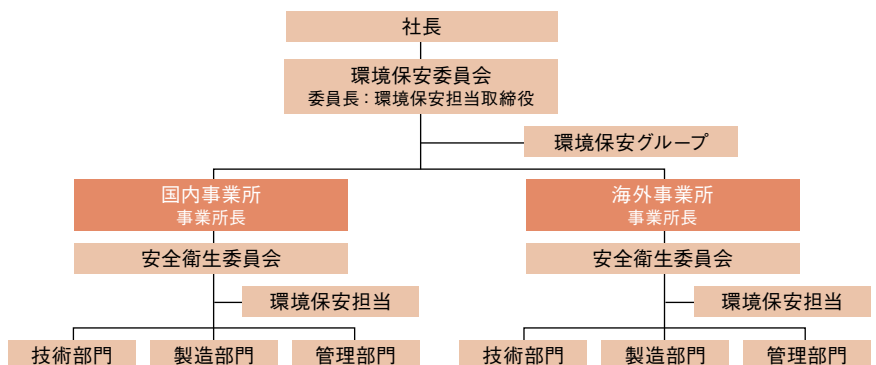 社長
環境保安委員会
委員長：環境保安担当取締役
環境保安グループ
国内事業所
事業所長
海外事業所
事業所長
安全衛生委員会
安全衛生委員会
環境保安担当
環境保安担当
技術部門
製造部門
管理部門
技術部門
製造部門
管理部門